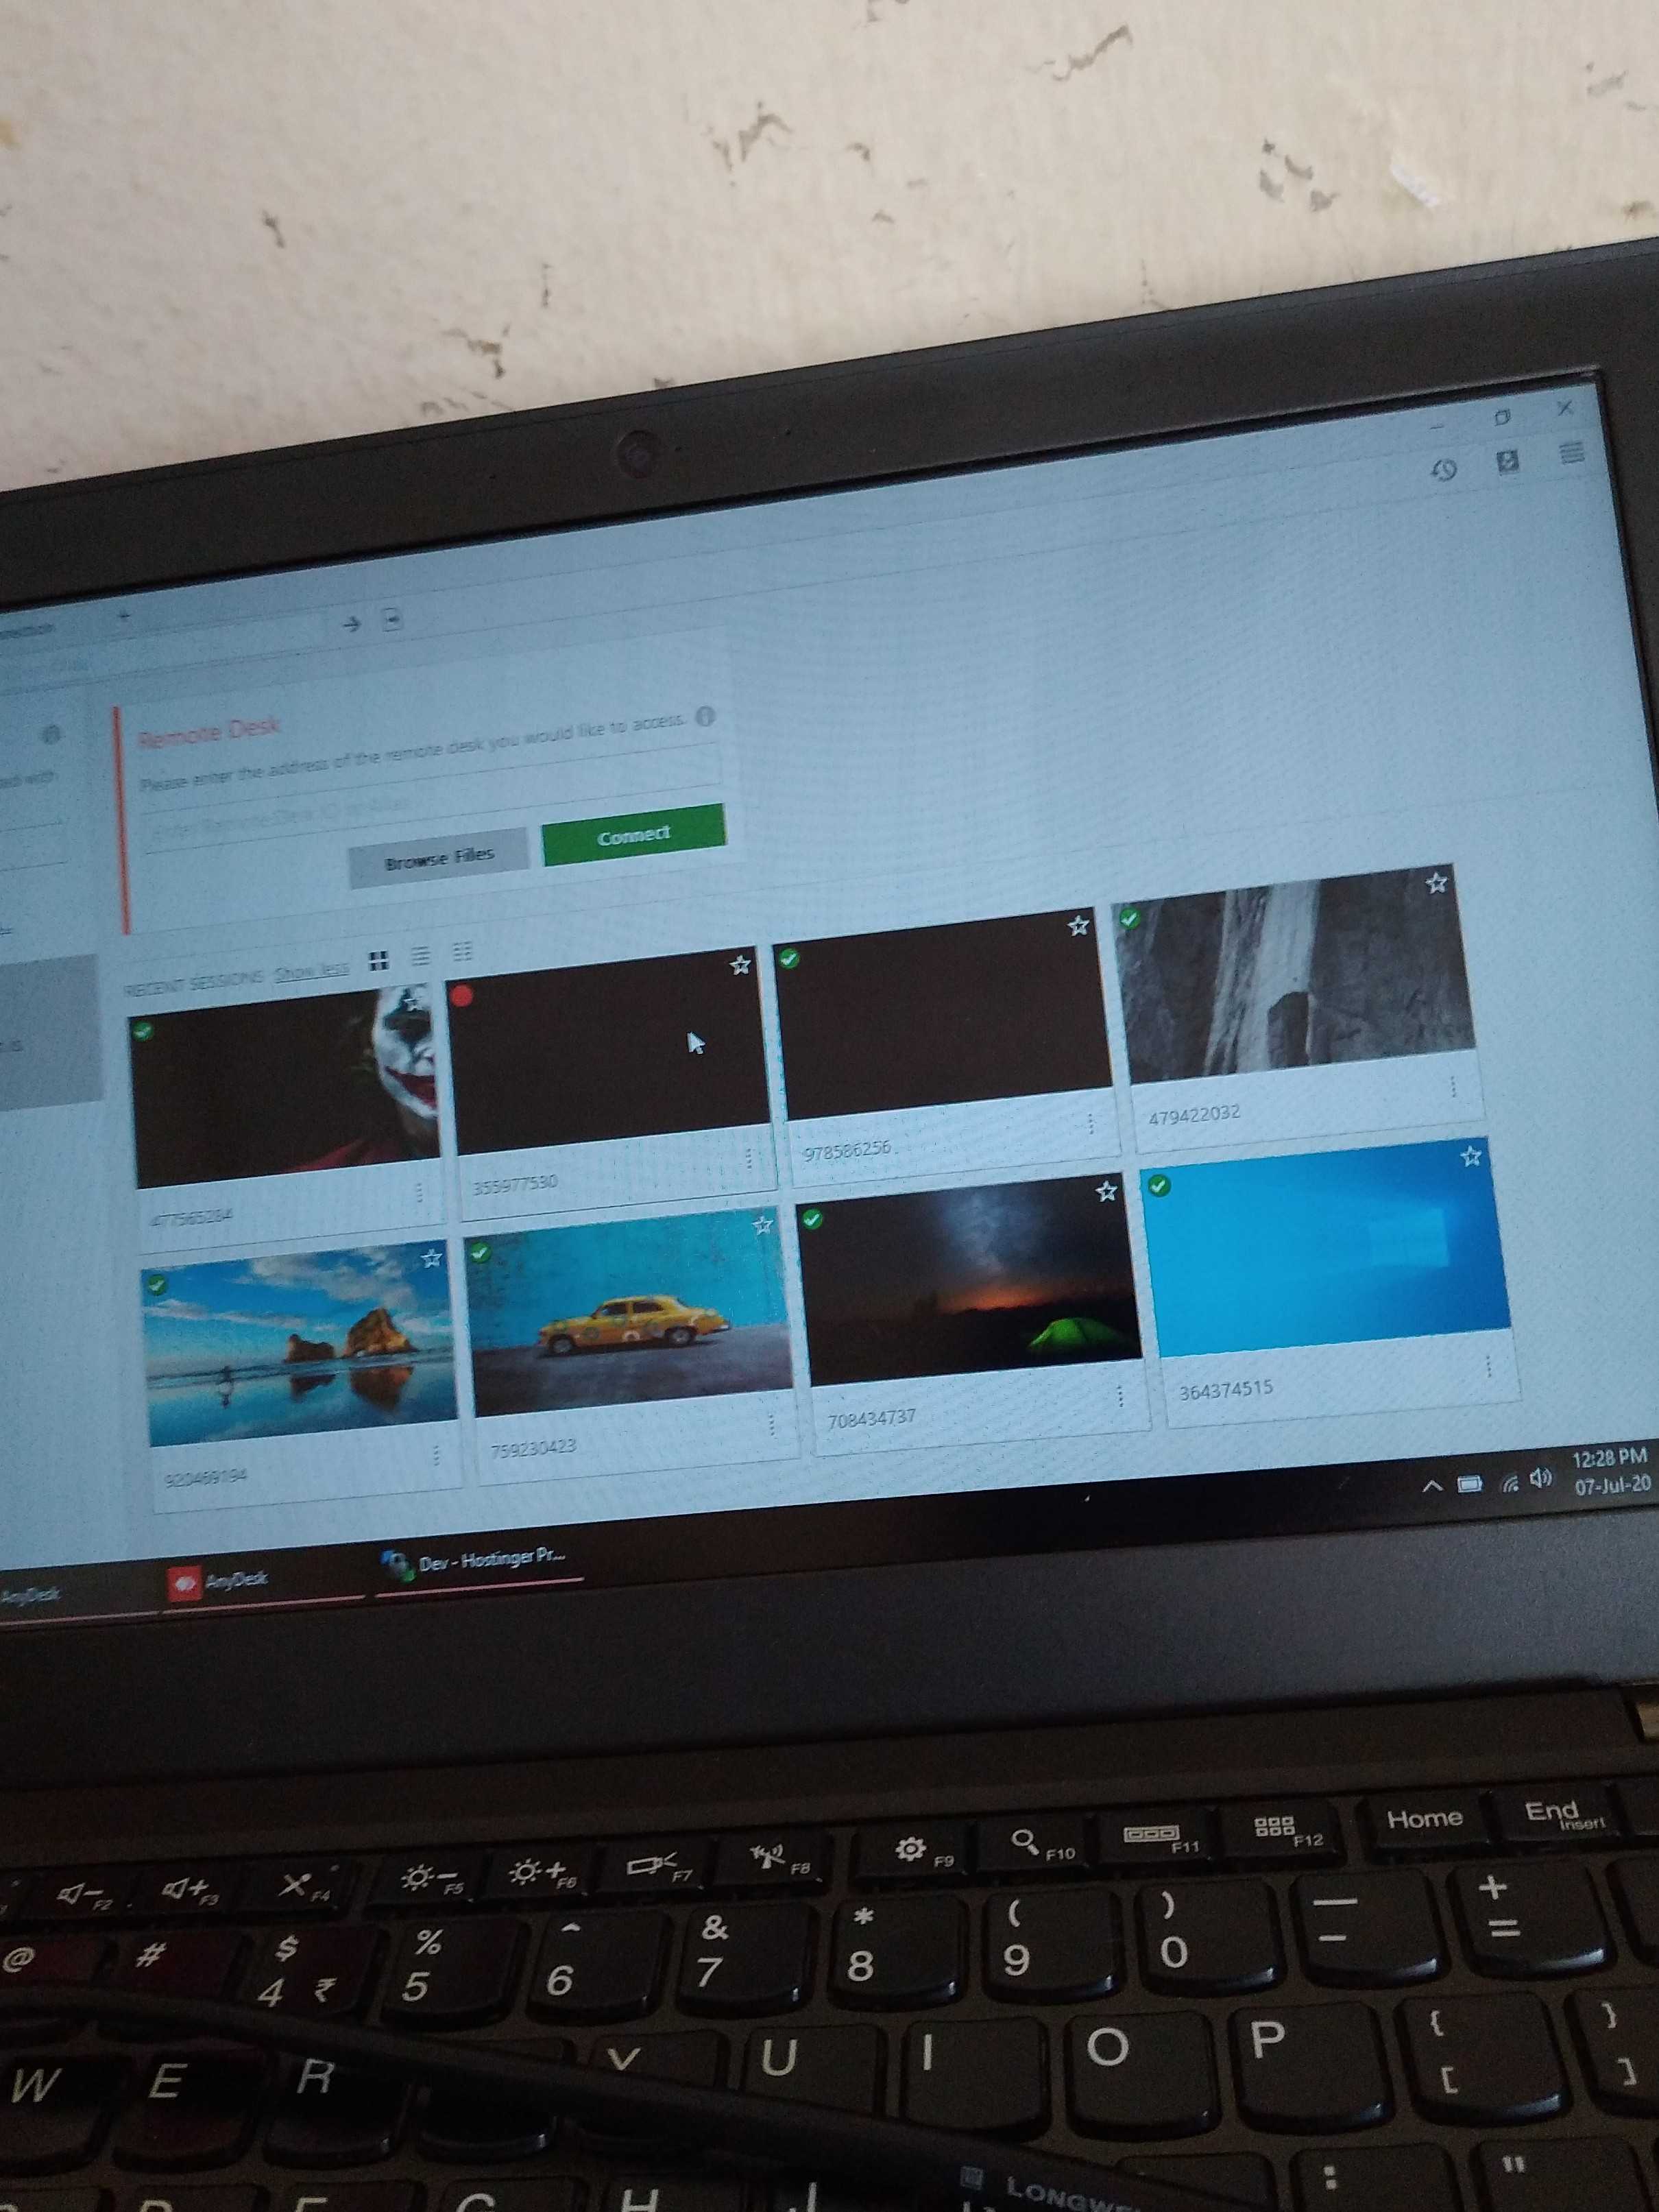 Remote Desk
Please enter the address of the remote desk you would like to access.
Browse Files
Connect
RECENT SESSIONS Show less
477565284
355977530
978586256
479422032
920469194
759230423
708434737
364374515
12:28 PM
07-Jul-20
AnyDesk
AnyDesk
Dev - Hostinger Pr...
F2
F3
F4
F5
F6
F7
F8
F9
F10
F11
F12
Home
End
Insert
@
#
$
4 ₹
%
5
^
6
&
7
*
8
(
9
)
0
—
-
+
=
W
E
R
U
I
O
P
{
[
}
]
H
J
:
"